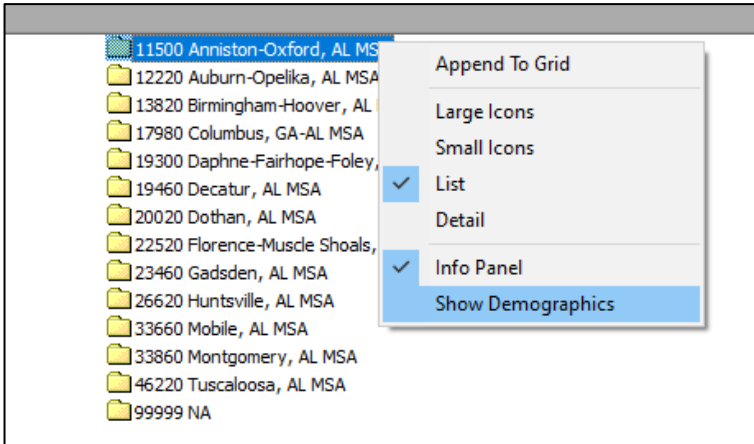 11500 Anniston-Oxford, AL MS
12220 Auburn-Opelika, AL MSA
13820 Birmingham-Hoover, AL
17980 Columbus, GA-AL MSA
19300 Daphne-Fairhope-Foley,
19460 Decatur, AL MSA
20020 Dothan, AL MSA
22520 Florence-Muscle Shoals,
23460 Gadsden, AL MSA
26620 Huntsville, AL MSA
33660 Mobile, AL MSA
33860 Montgomery, AL MSA
46220 Tuscaloosa, AL MSA
99999 NA
Append To Grid
Large Icons
Small Icons
List
Detail
Info Panel
Show Demographics